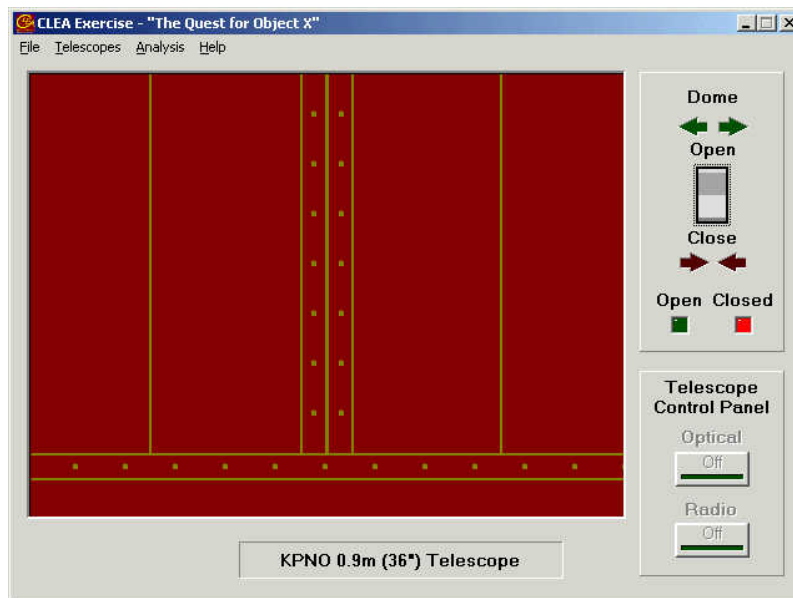 CLEA Exercise - "The Quest for Object X"
File Telescopes Analysis Help
Dome
Open
Close
Open Closed
Telescope
Control Panel
Optical
Off
Radio
Off
KPNO 0.9m (36") Telescope